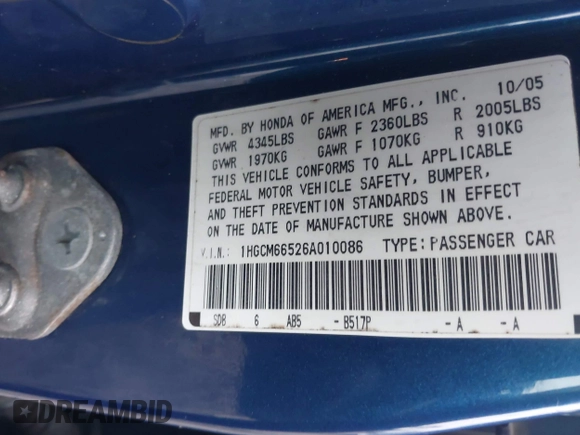 10/05
MFD. BY HONDA OF AMERICA MFG., INC.
GVWR 4345LBS GAWR F 2360LBS R 2005LBS
GVWR 1970KG GAWR F 1070KG R 910KG
THIS VEHICLE CONFORMS TO ALL APPLICABLE
FEDERAL MOTOR VEHICLE SAFETY, BUMPER,
AND THEFT PREVENTION STANDARDS IN EFFECT
ON THE DATE OF MANUFACTURE SHOWN ABOVE.
V.I.N.: 1HGCM66526A010086 TYPE:PASSENGER CAR
SDB 6 AB5 - B517P - A - A
DREAMBID